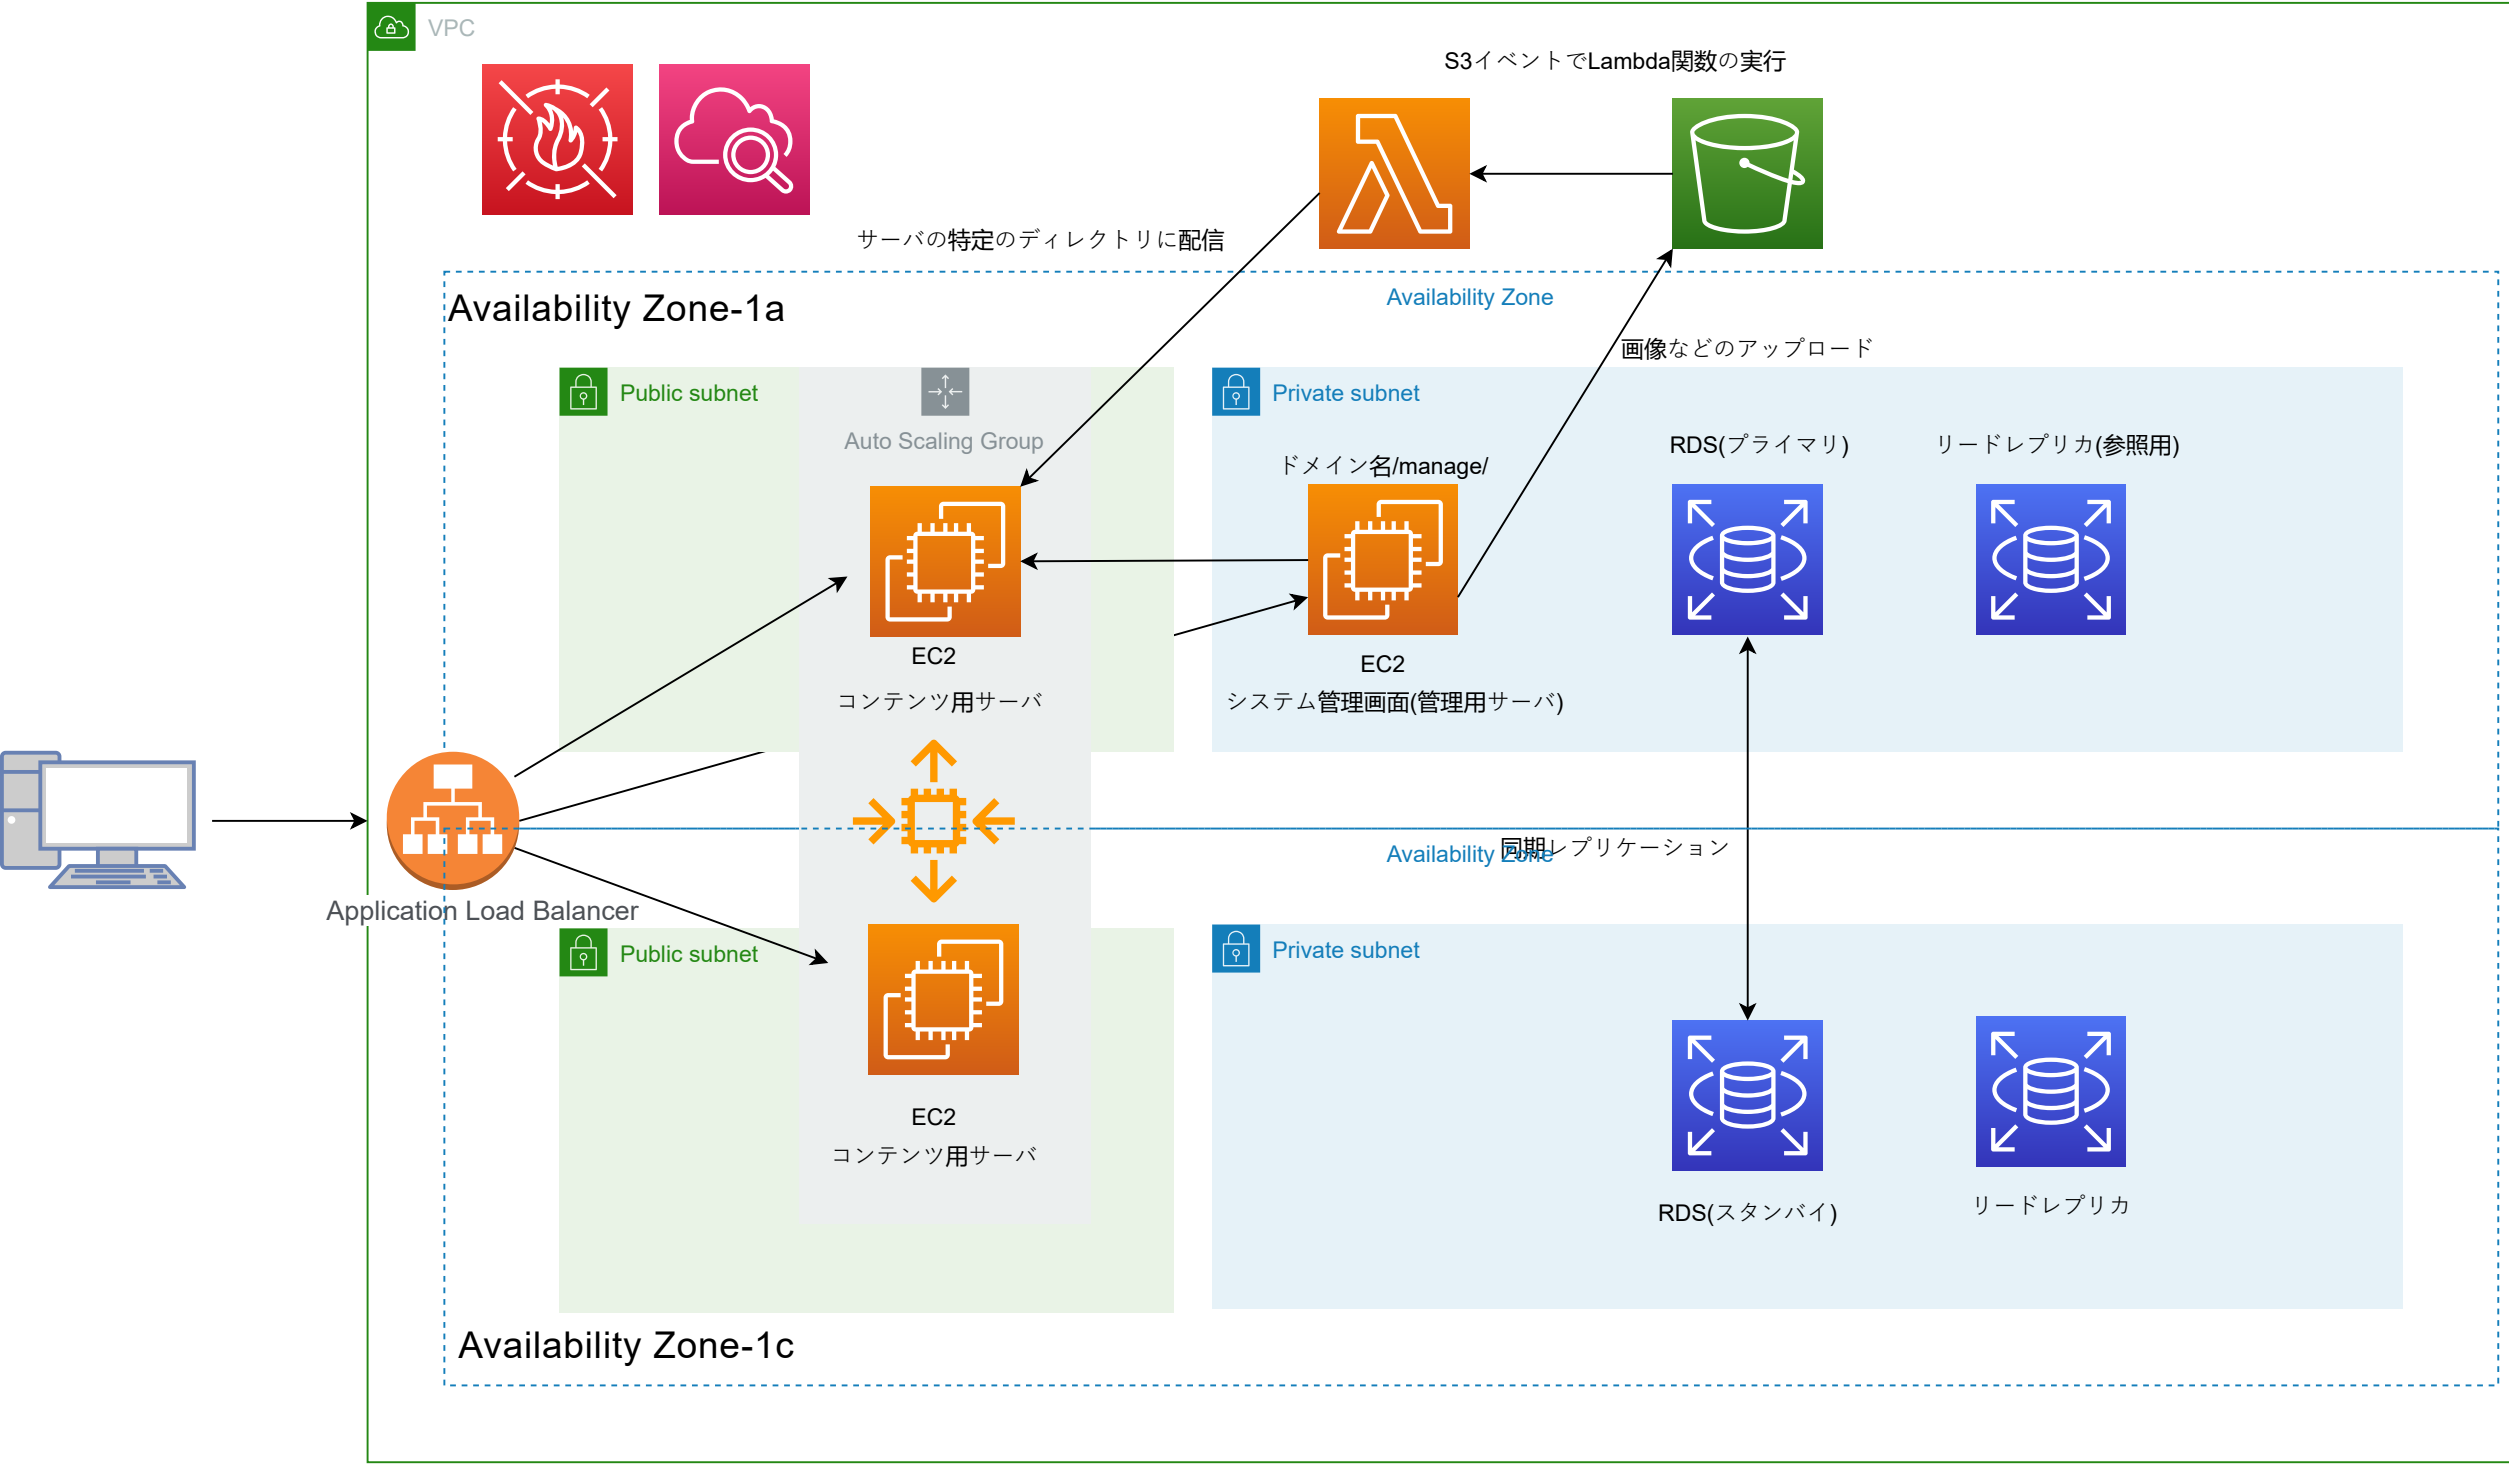 VPC
S3イベントでLambda関数の実行
サーバの特定のディレクトリに配信
Availability Zone
Availability Zone-1a
画像などのアップロード
Public subnet
Private subnet
Auto Scaling Group
RDS(プライマリ)
リードレプリカ(参照用)
ドメイン名/manage/
EC2
EC2
コンテンツ用サーバ
システム管理画面(管理用サーバ)
同期レプリケーション
Availability Zone
Application Load Balancer
Public subnet
Private subnet
EC2
コンテンツ用サーバ
RDS(スタンバイ)
リードレプリカ
Availability Zone-1c